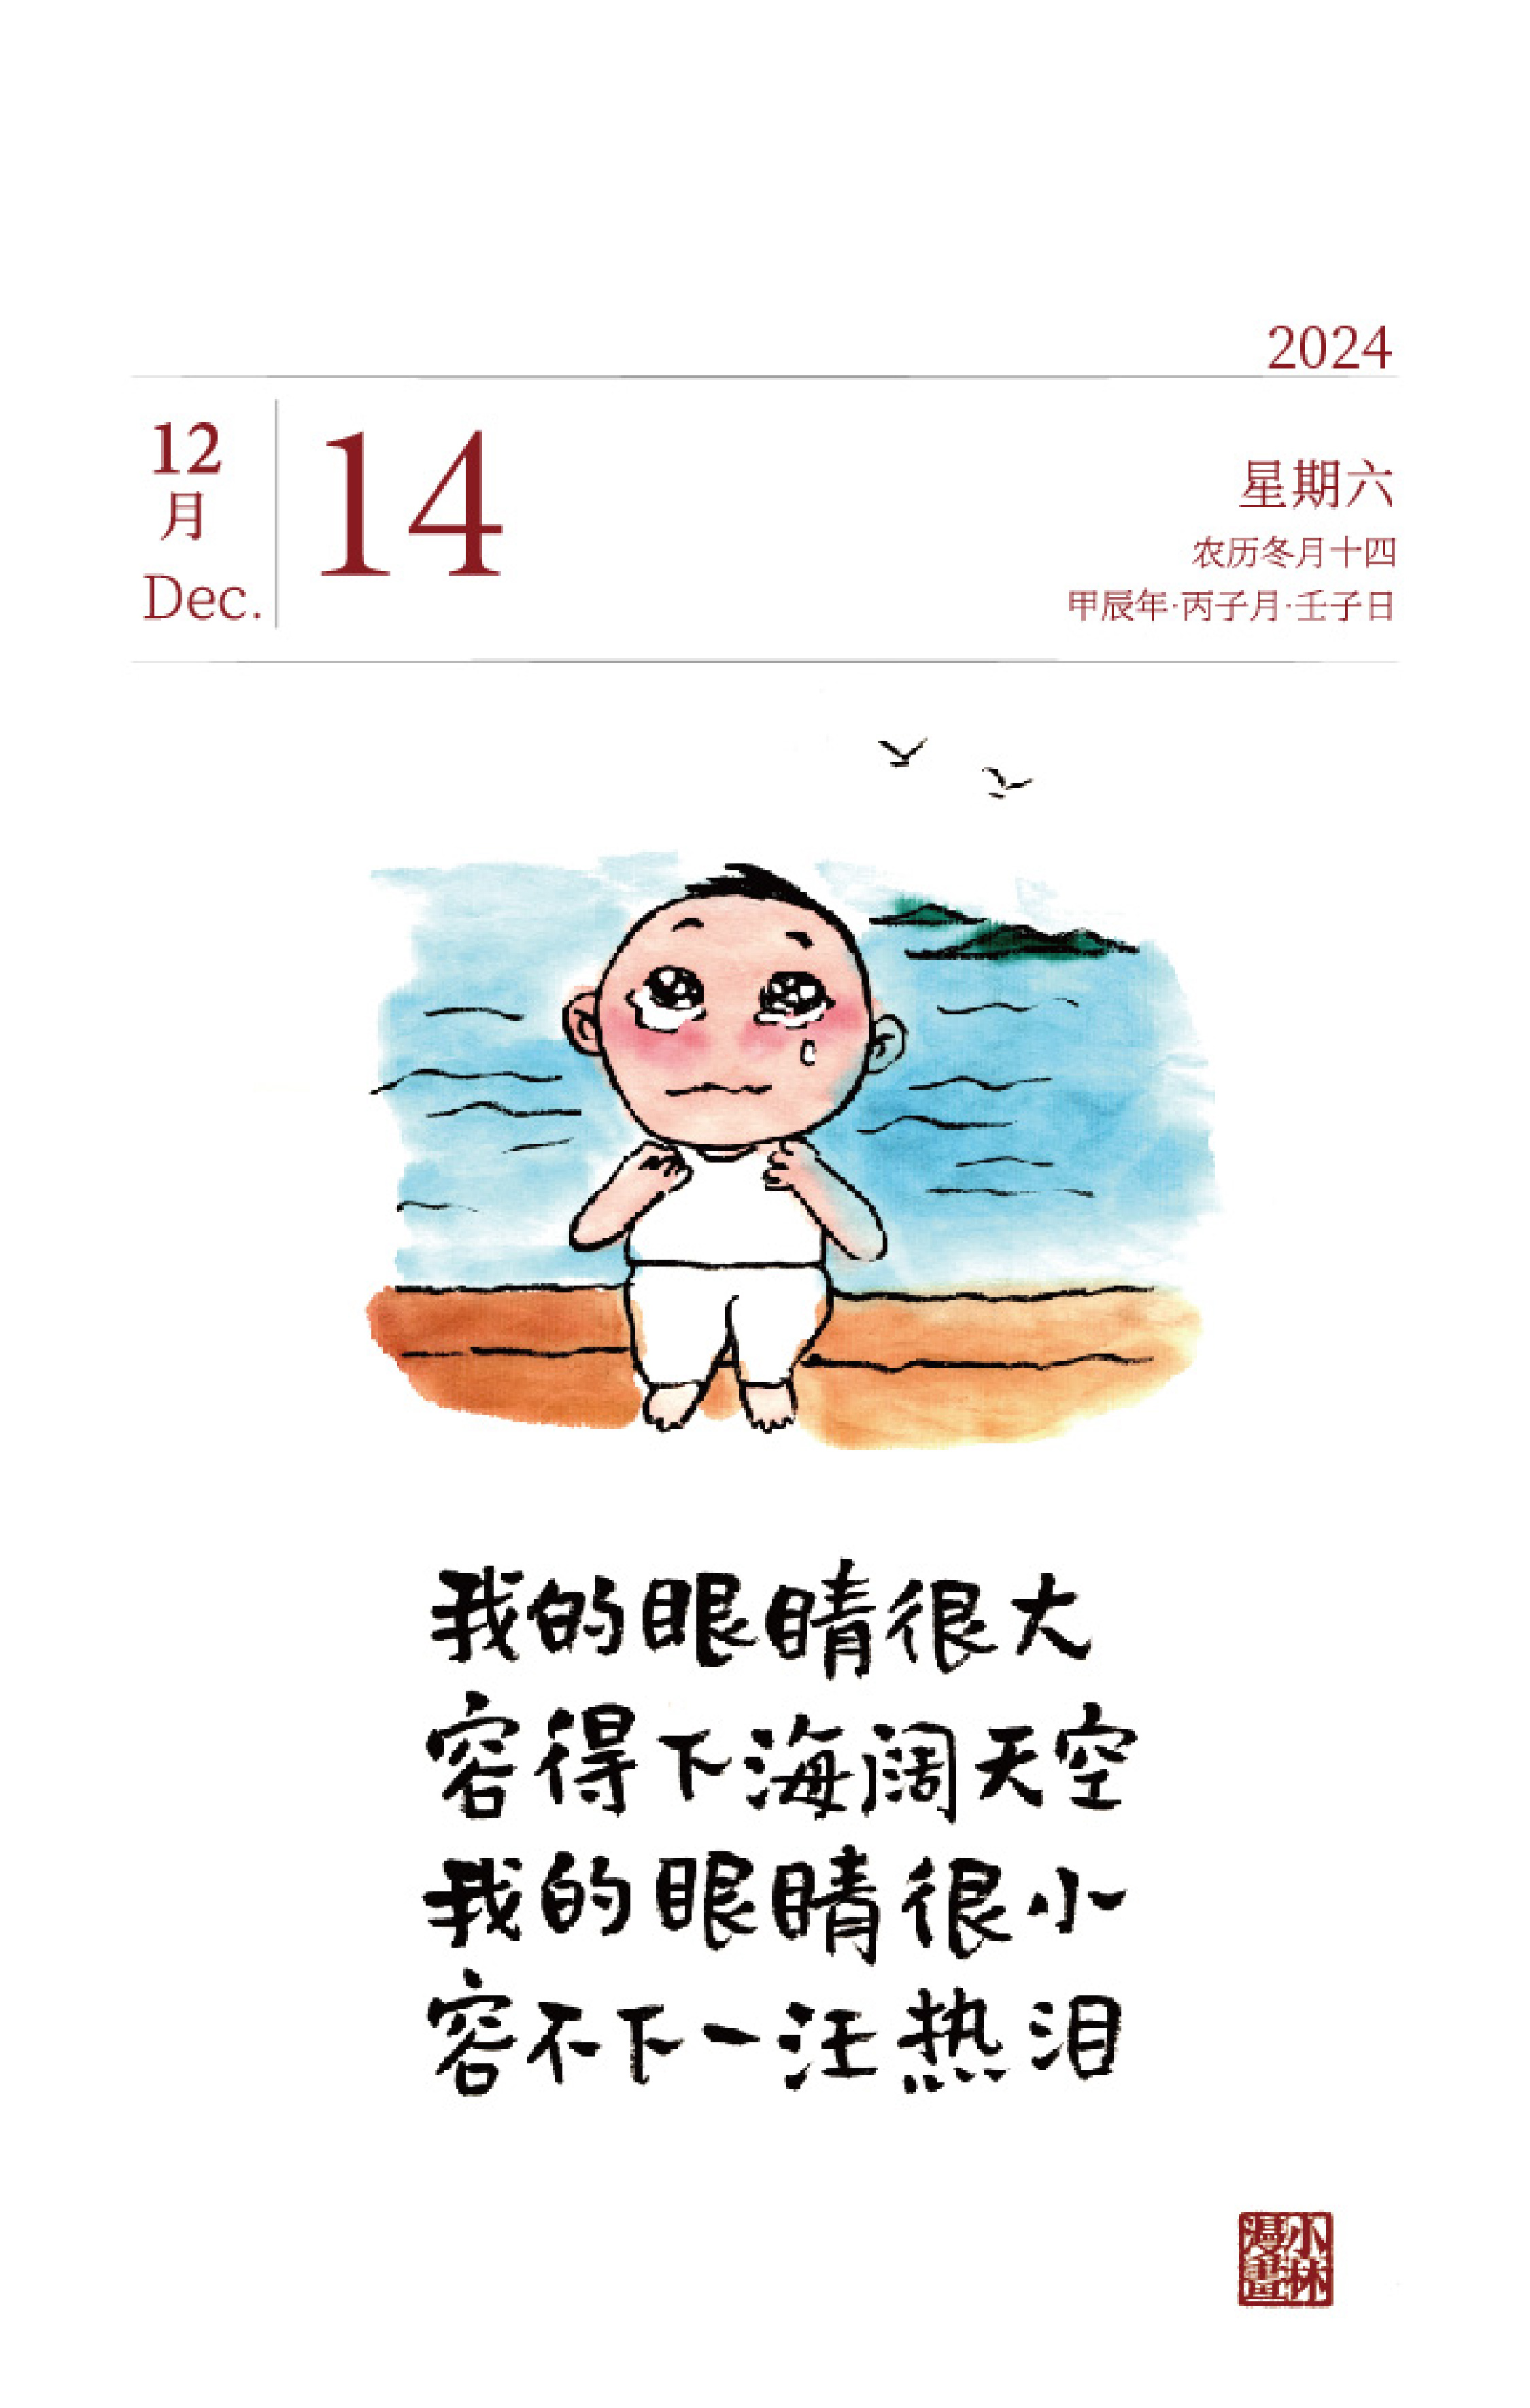 2024
12
月
Dec.
14
星期六
农历冬月十四
甲辰年·丙子月·壬子日
我的眼睛很大
容得下海阔天空
我的眼睛很小
容不下一汪热泪
小林
漫畫